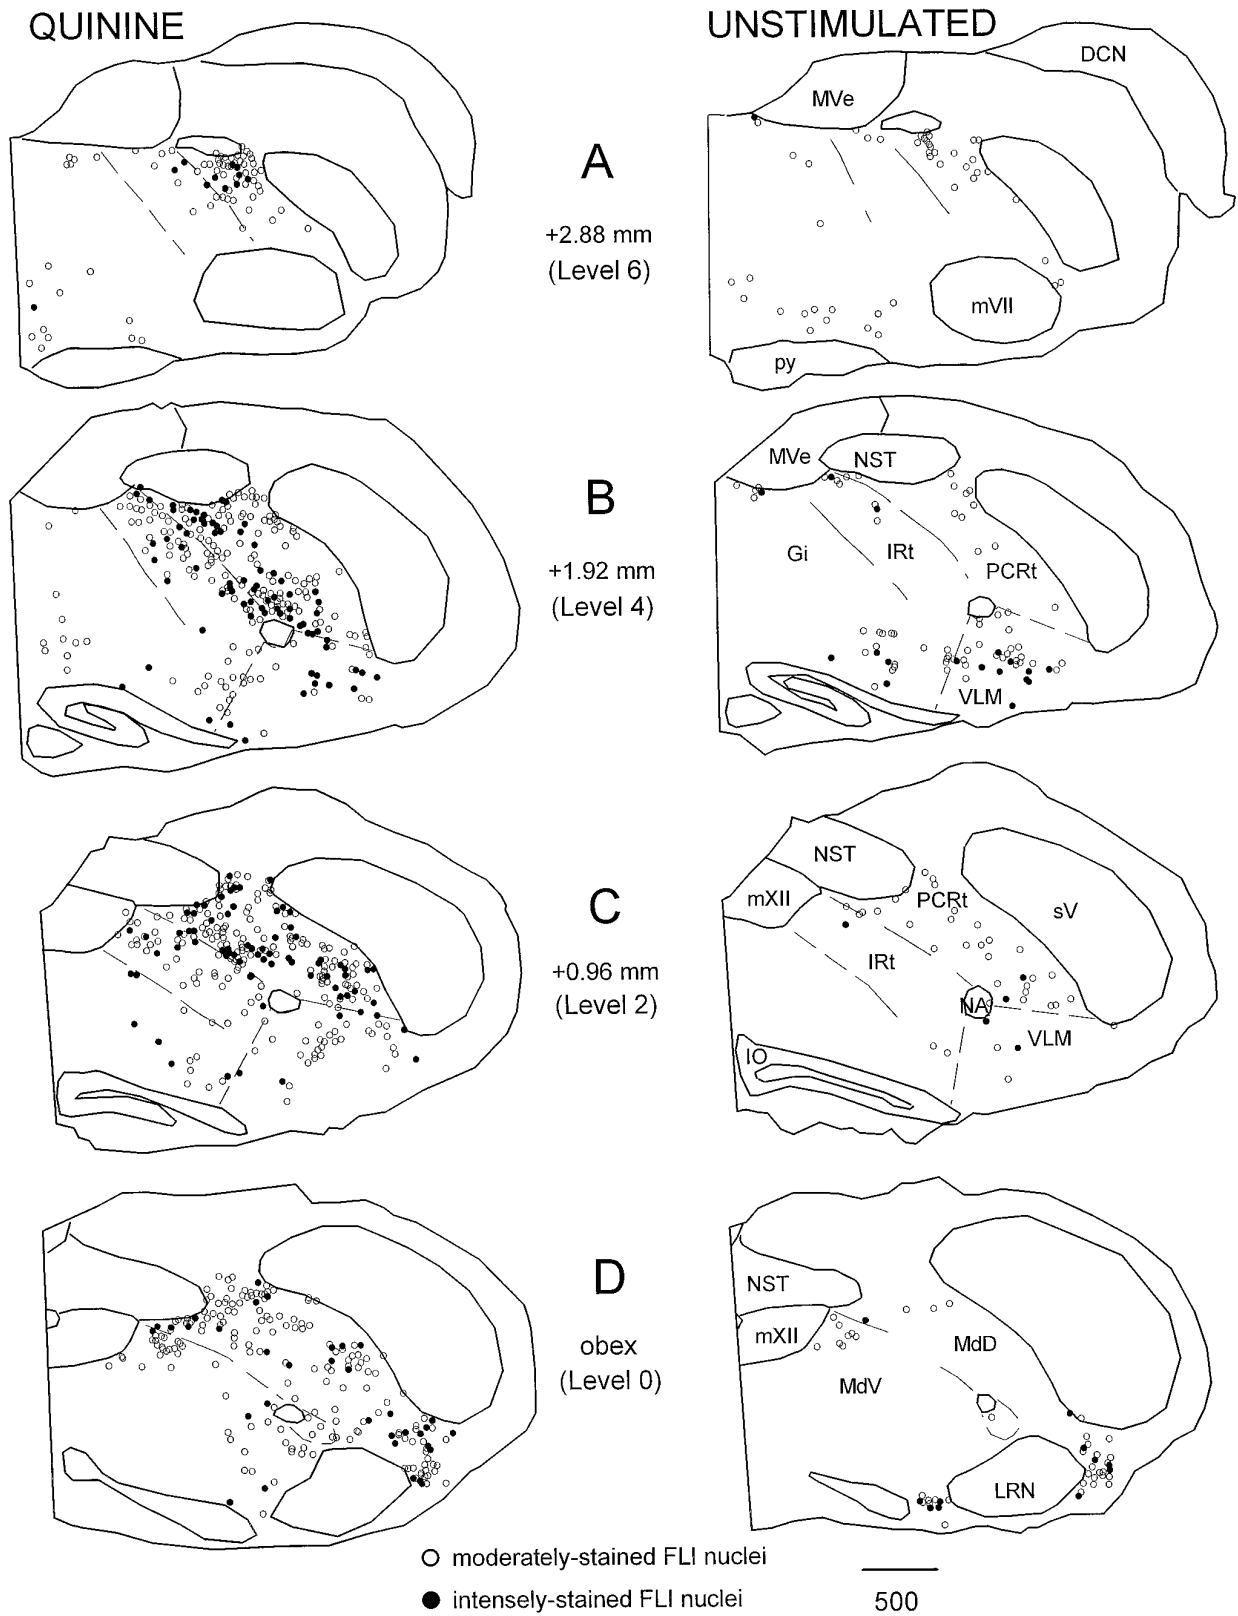 QUININE
UNSTIMULATED
DCN
MVe
A
+2.88 mm
(Level 6)
mVII
py
MVe
NST
B
Gi
IRt
PCRt
+1.92 mm
(Level 4)
VLM
NST
mXII
PCRt
sV
C
IRt
+0.96 mm
(Level 2)
NA
VLM
IO
D
NST
mXII
MdD
obex
(Level 0)
MdV
LRN
moderately-stained FLI nuclei
intensely-stained FLI nuclei
500